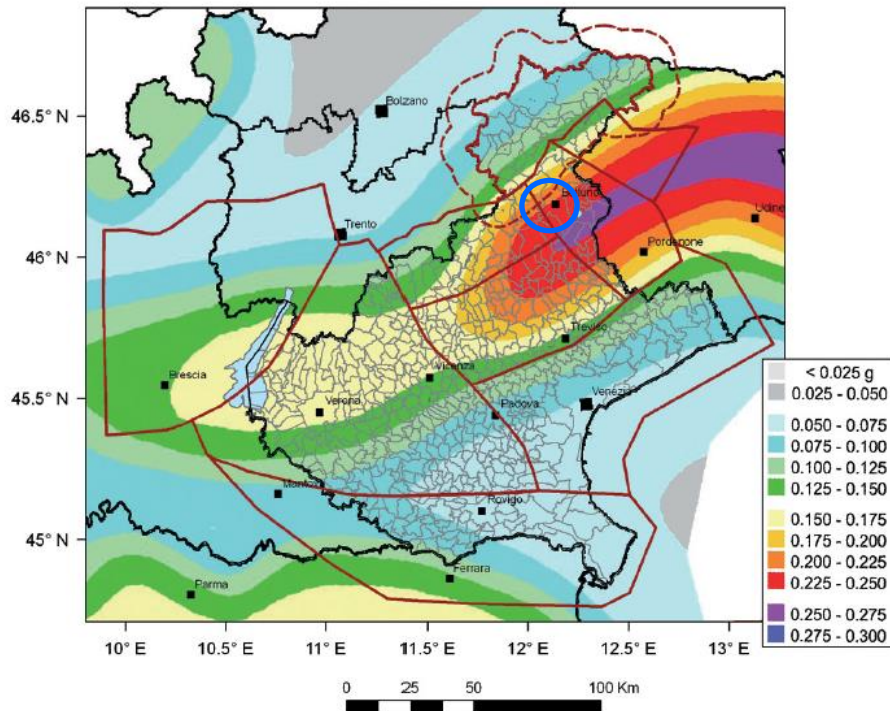 46.5° N
46° N
45.5° N
45° N
Bolzano
Trento
Belluno
Udine
Pordenone
Treviso
Brescia
Vicenza
Verona
Padova
Venezia
Rovigo
Ferrara
Parma
10° E
10.5° E
11° E
11.5° E
12° E
12.5° E
13° E
< 0.025 g
0.025 - 0.050
0.050 - 0.075
0.075 - 0.100
0.100 - 0.125
0.125 - 0.150
0.150 - 0.175
0.175 - 0.200
0.200 - 0.225
0.225 - 0.250
0.250 - 0.275
0.275 - 0.300
0
25
50
100 Km